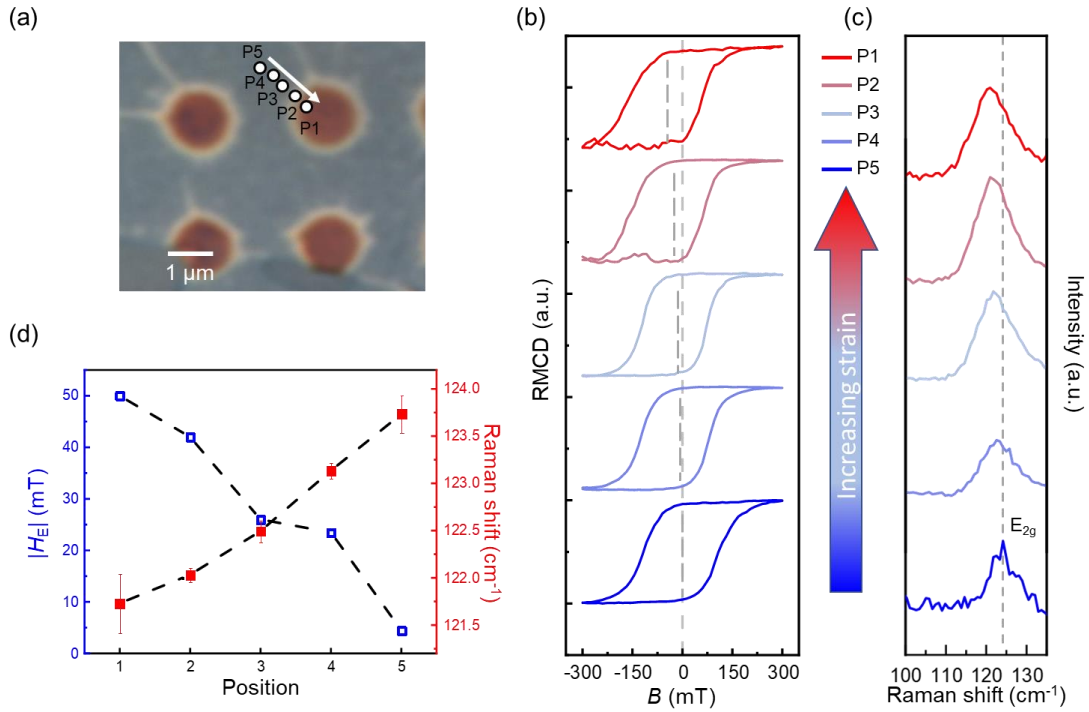 (a)
P5
P4
P3
P2
P1
1 µm
(b)
RMCD (a.u.)
-300
-150
0
150
300
B (mT)
P1
P2
P3
P4
P5
Increasing strain
(c)
E2g
Intensity (a.u.)
100
110
120
130
Raman shift (cm-1)
(d)
|HE| (mT)
50
40
30
20
10
0
1
2
3
4
5
Position
124.0
123.5
123.0
122.5
122.0
121.5
Raman shift (cm-1)